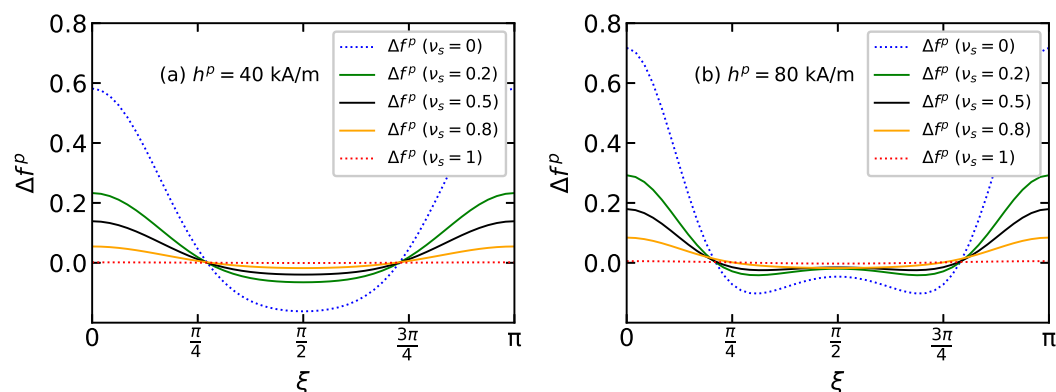 0.8
0.6
0.4
0.2
0.0
Δf^p
0
π/4
π/2
3π/4
π
ξ
(a) h^p = 40 kA/m
Δf^p (ν_s = 0)
Δf^p (ν_s = 0.2)
Δf^p (ν_s = 0.5)
Δf^p (ν_s = 0.8)
Δf^p (ν_s = 1)
0.8
0.6
0.4
0.2
0.0
Δf^p
0
π/4
π/2
3π/4
π
ξ
(b) h^p = 80 kA/m
Δf^p (ν_s = 0)
Δf^p (ν_s = 0.2)
Δf^p (ν_s = 0.5)
Δf^p (ν_s = 0.8)
Δf^p (ν_s = 1)